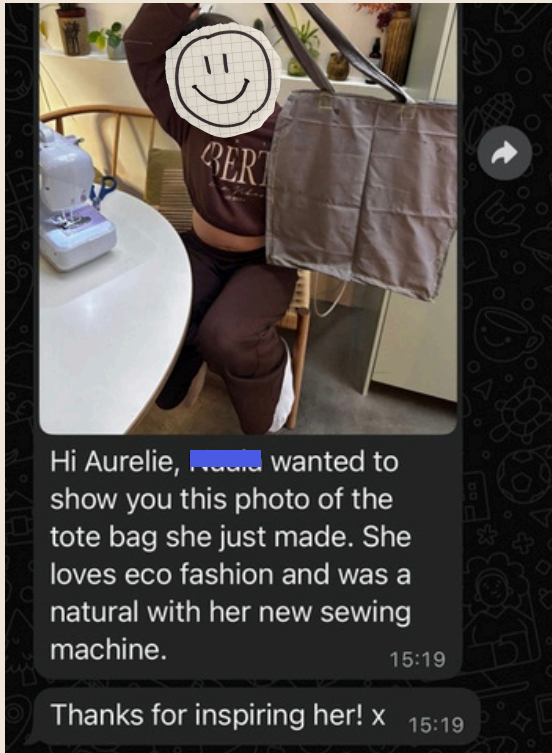 BERT
Hi Aurelie, wanted to
show you this photo of the
tote bag she just made. She
loves eco fashion and was a
natural with her new sewing
machine.
15:19
Thanks for inspiring her! x
15:19